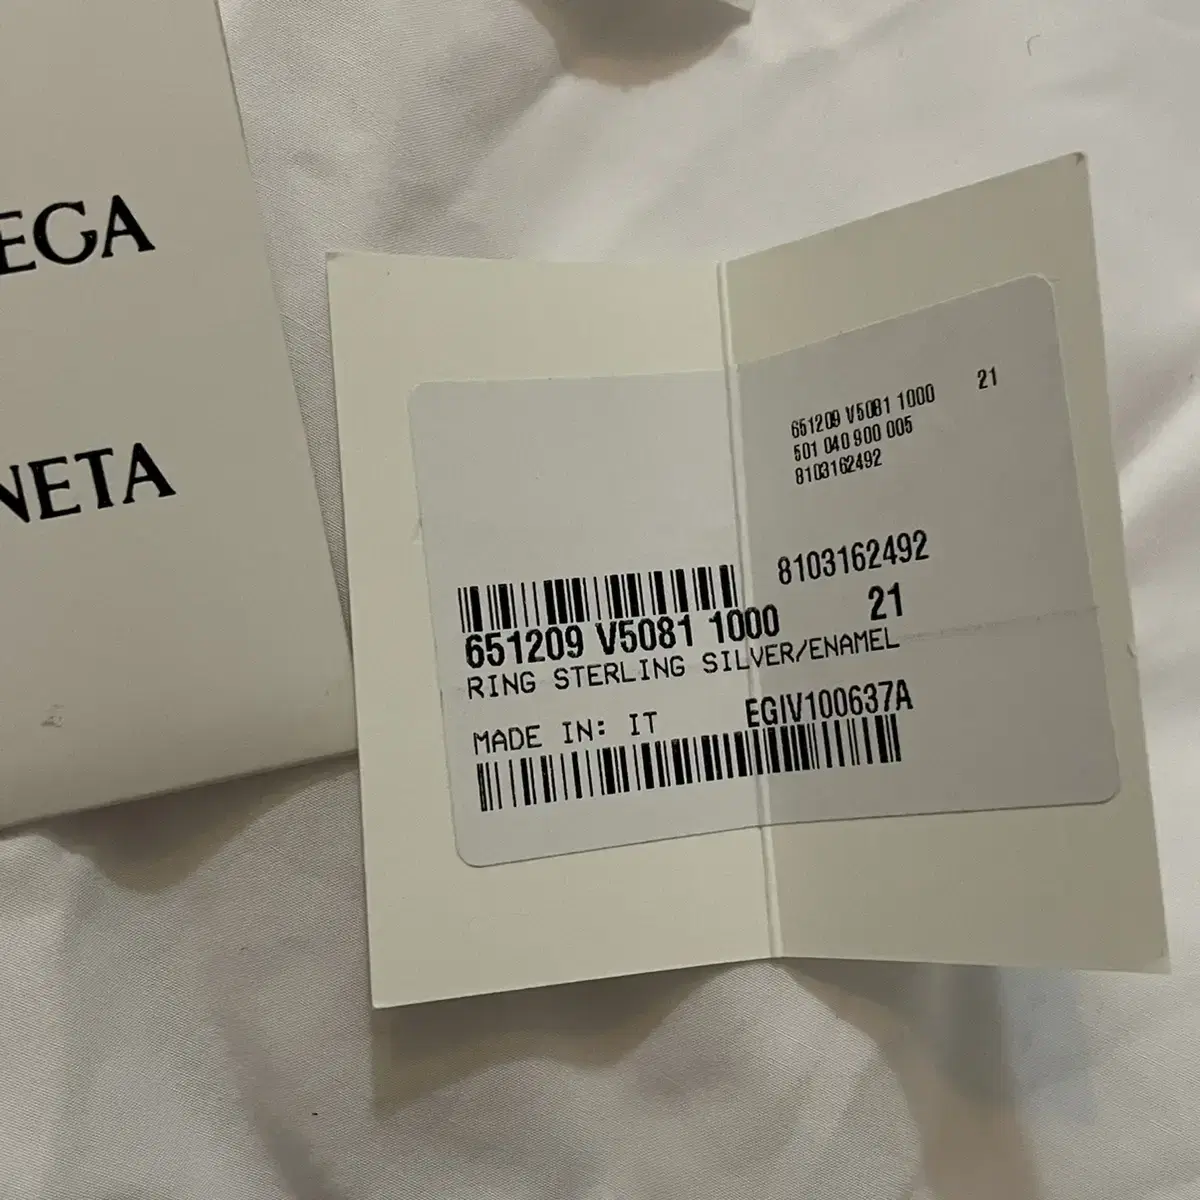 EGA
NETA
651209 V5081 1000 21
501 040 900 005
8103162492
8103162492
651209 V5081 1000 21
RING STERLING SILVER/ENAMEL
MADE IN: IT EGIV100637A